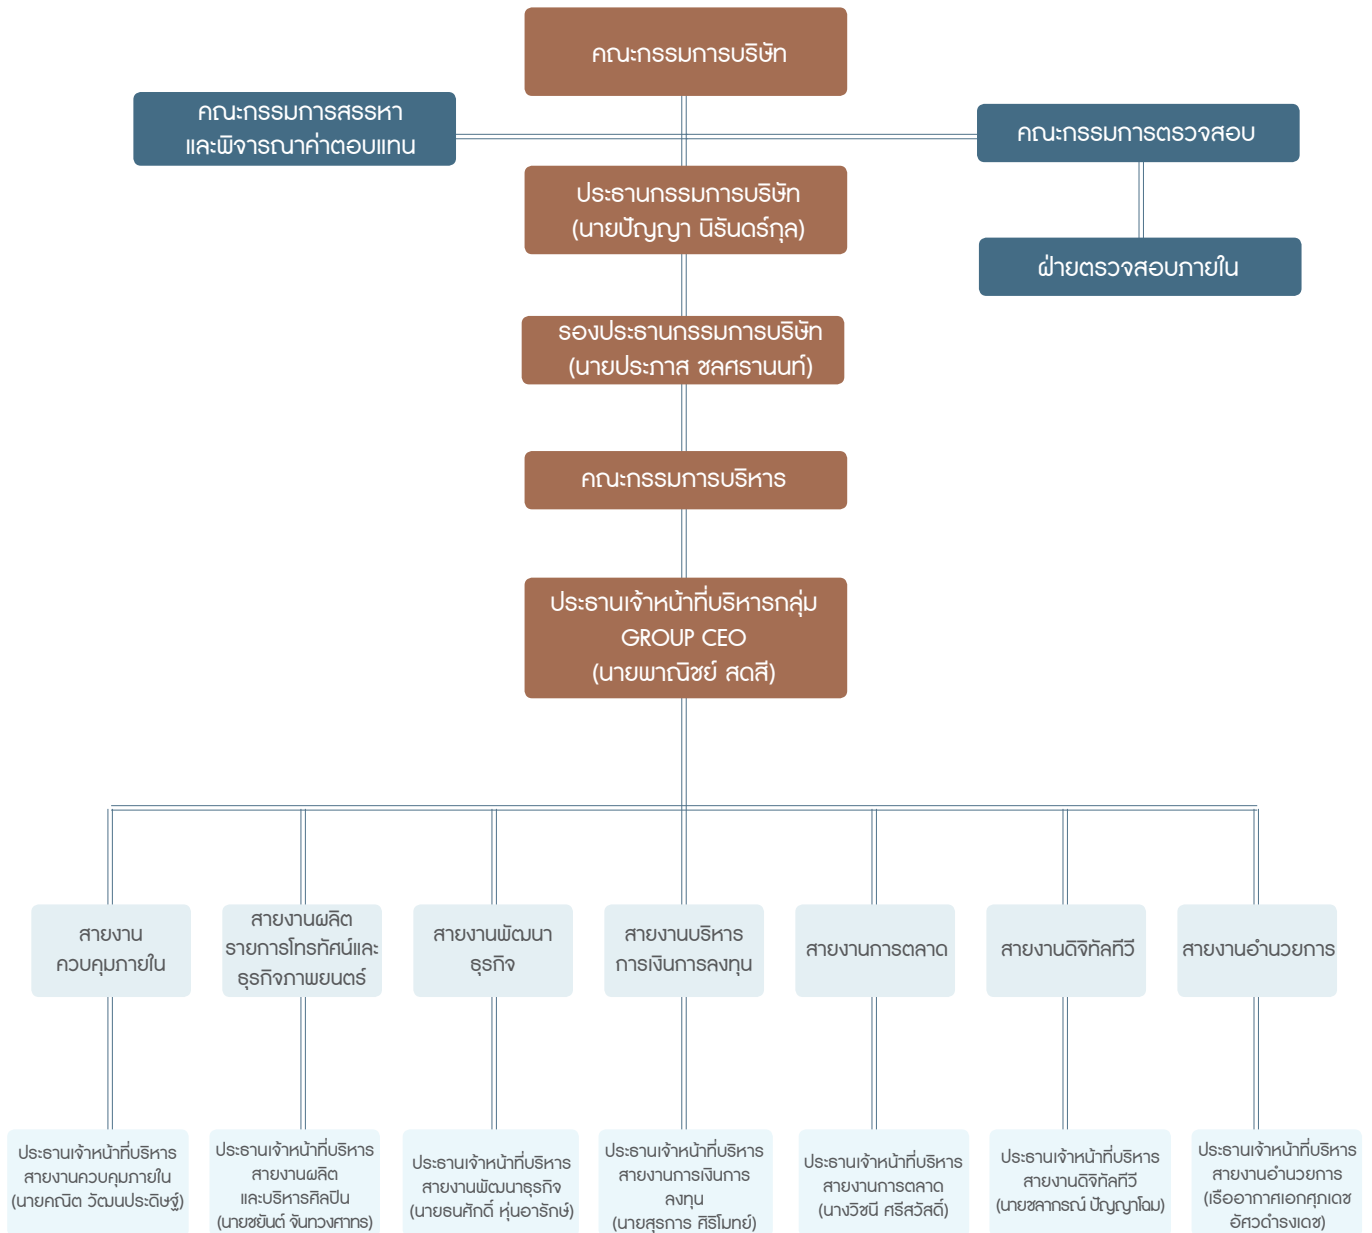 คณะกรรมการบริษัท
คณะกรรมการสรรหา
และพิจารณาค่าตอบแทน
คณะกรรมการตรวจสอบ
ประธานกรรมการบริษัท
(นายปัญญา นิรันดร์กุล)
ฝ่ายตรวจสอบภายใน
รองประธานกรรมการบริษัท
(นายประภาส ชลศรานนท์)
คณะกรรมการบริหาร
ประธานเจ้าหน้าที่บริหารกลุ่ม
GROUP CEO
(นายพาณิชย์ สดสี)
สายงาน
ควบคุมภายใน
สายงานผลิต
รายการโทรทัศน์และ
ธุรกิจภาพยนตร์
สายงานพัฒนา
ธุรกิจ
สายงานบริหาร
การเงินการลงทุน
สายงานการตลาด
สายงานดิจิทัลทีวี
สายงานอำนวยการ
ประธานเจ้าหน้าที่บริหาร
สายงานควบคุมภายใน
(นายคณิต วัฒนประดิษฐ์)
ประธานเจ้าหน้าที่บริหาร
สายงานผลิต
และบริหารศิลปิน
(นายชยันต์ จันทวงศาทร)
ประธานเจ้าหน้าที่บริหาร
สายงานพัฒนาธุรกิจ
(นายธนศักดิ์ หุ่นอารักษ์)
ประธานเจ้าหน้าที่บริหาร
สายงานการเงินการ
ลงทุน
(นายสุรการ ศิริโมทย์)
ประธานเจ้าหน้าที่บริหาร
สายงานการตลาด
(นางวิชนี ศรีสวัสดิ์)
ประธานเจ้าหน้าที่บริหาร
สายงานดิจิทัลทีวี
(นายชลากรณ์ ปัญญาโฉม)
ประธานเจ้าหน้าที่บริหาร
สายงานอำนวยการ
(เรืออากาศเอกศุภเดช
อัศวดำรงเดช)